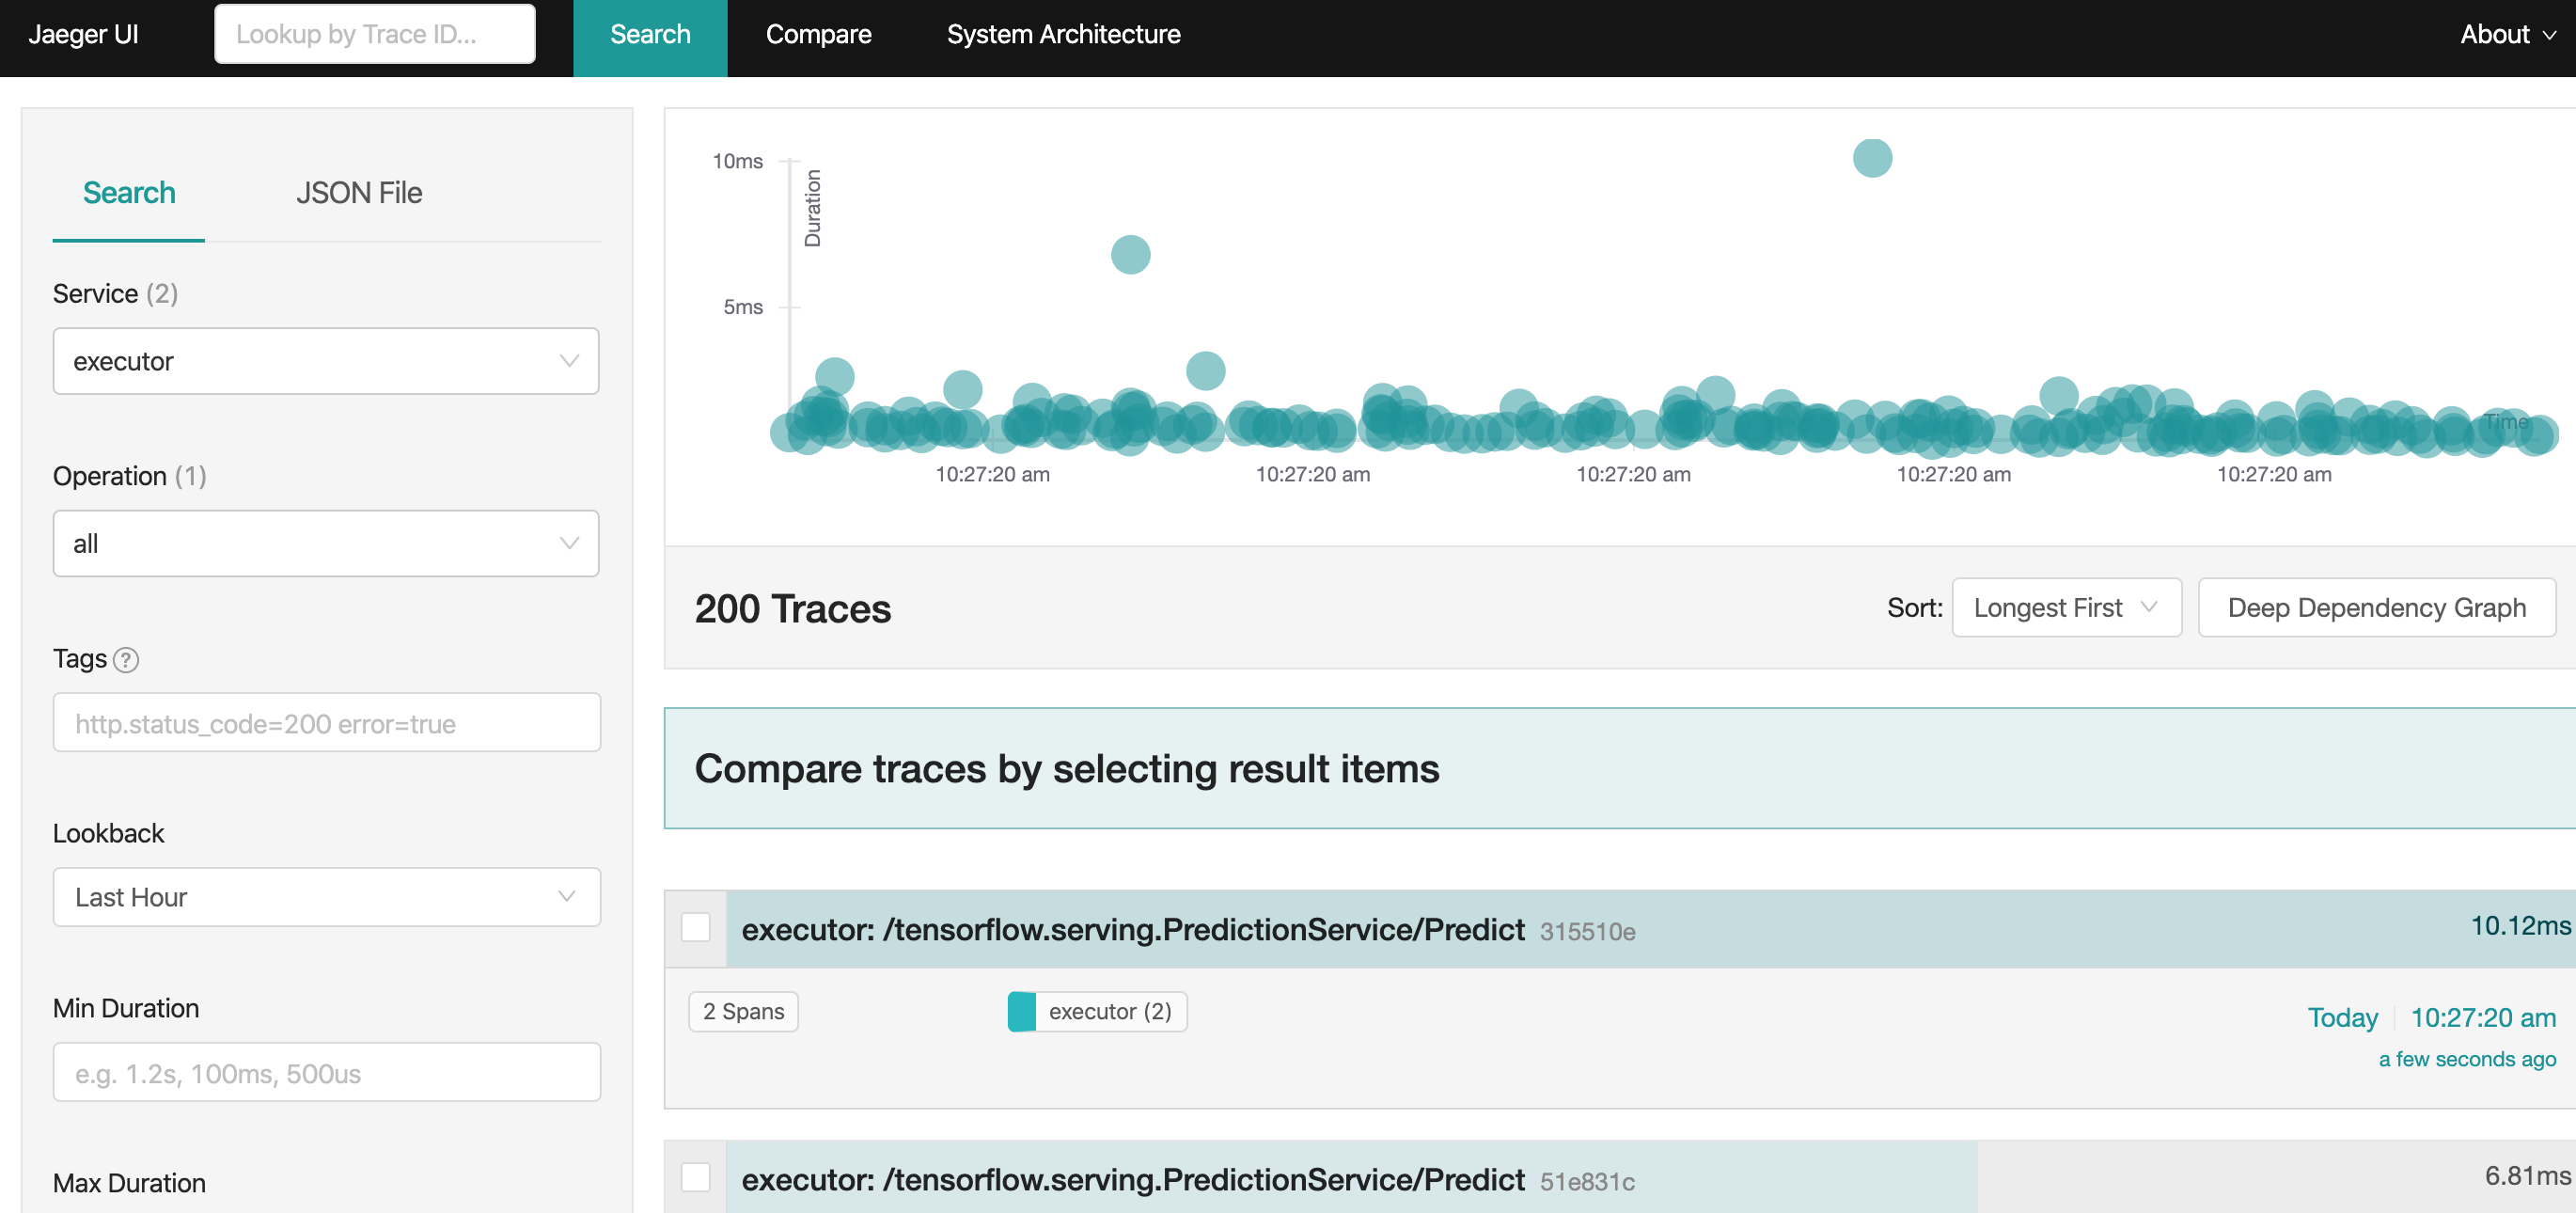 Jaeger UI
Lookup by Trace ID...
Search
Compare
System Architecture
About
Search
JSON File
Service (2)
executor
Operation (1)
all
Tags ?
http.status_code=200 error=true
Lookback
Last Hour
Min Duration
e.g. 1.2s, 100ms, 500us
Max Duration
10ms
Duration
5ms
Time
10:27:20 am
10:27:20 am
10:27:20 am
10:27:20 am
10:27:20 am
200 Traces
Sort:
Longest First
Deep Dependency Graph
Compare traces by selecting result items
executor: /tensorflow.serving.PredictionService/Predict 315510e
10.12ms
2 Spans
executor (2)
Today
10:27:20 am
a few seconds ago
executor: /tensorflow.serving.PredictionService/Predict 51e831c
6.81ms